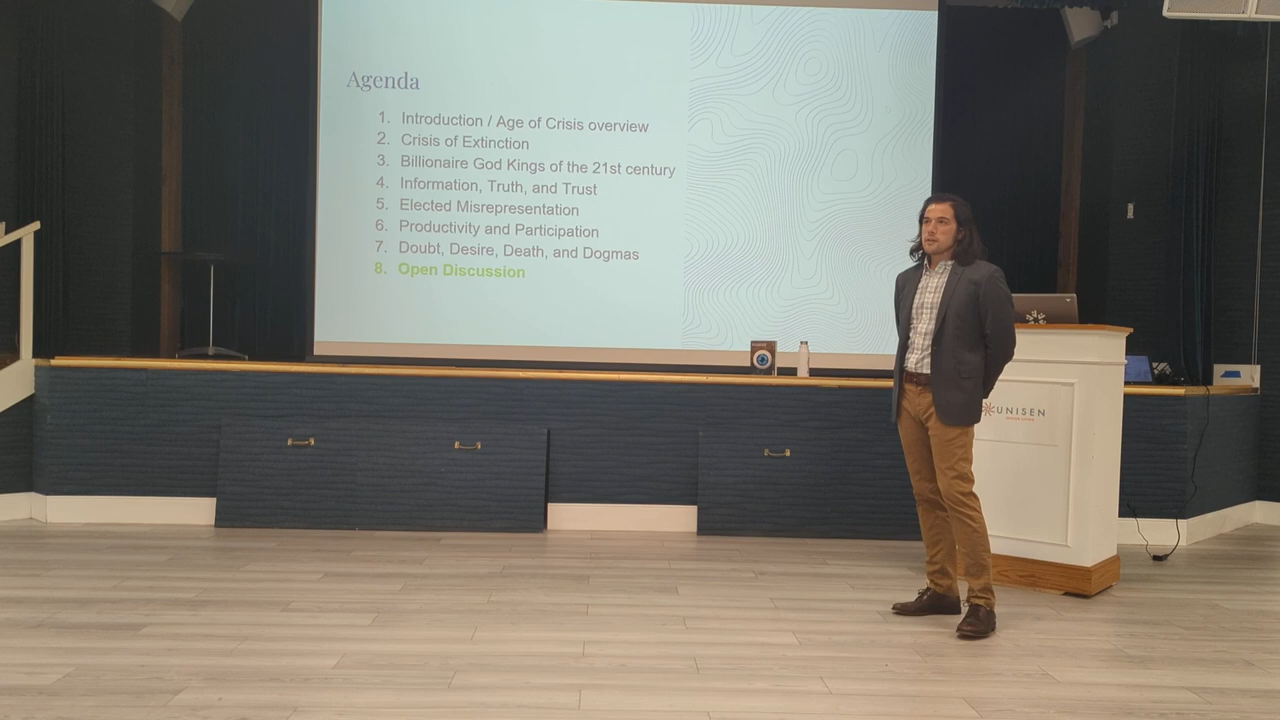 Agenda
1. Introduction / Age of Crisis overview
2. Crisis of Extinction
3. Billionaire God Kings of the 21st century
4. Information, Truth, and Trust
5. Elected Misrepresentation
6. Productivity and Participation
7. Doubt, Desire, Death, and Dogmas
8. Open Discussion
UNISEN